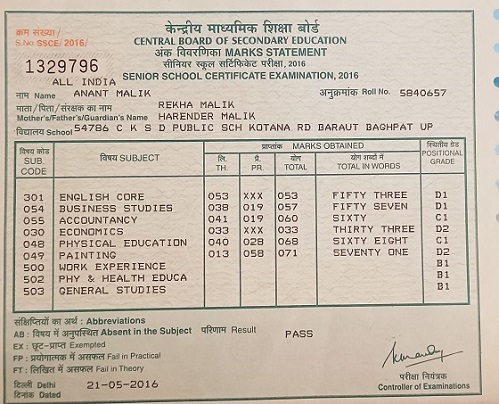 क्रम संख्या/
S.No. SSCE/2016/
1329796
केन्द्रीय माध्यमिक शिक्षा बोर्ड
CENTRAL BOARD OF SECONDARY EDUCATION
अंक विवरणिका MARKS STATEMENT
सीनियर स्कूल सर्टिफिकेट परीक्षा, 2016
SENIOR SCHOOL CERTIFICATE EXAMINATION, 2016
ALL INDIA
नाम Name ANANT MALIK अनुक्रमांक Roll No. 5840657
माता/पिता/संरक्षक का नाम REKHA MALIK
Mother's/Father's/Guardian's Name HARENDER MALIK
विद्यालय School 54786 C K S D PUBLIC SCH KOTANA RD BARAUT BAGHPAT UP
विषय कोड SUB. CODE विषय SUBJECT प्राप्तांक MARKS OBTAINED स्थितीय ग्रेड POSITIONAL GRADE
लि. TH. प्रै. PR. योग TOTAL योग शब्दों में TOTAL IN WORDS
301 ENGLISH CORE 053 XXX 053 FIFTY THREE D1
054 BUSINESS STUDIES 038 019 057 FIFTY SEVEN D1
055 ACCOUNTANCY 041 019 060 SIXTY C1
030 ECONOMICS 033 XXX 033 THIRTY THREE D2
048 PHYSICAL EDUCATION 040 028 068 SIXTY EIGHT C1
049 PAINTING 013 058 071 SEVENTY ONE D2
500 WORK EXPERIENCE B1
502 PHY & HEALTH EDUCA B1
503 GENERAL STUDIES B1
संक्षिप्तियों का अर्थ : Abbreviations
AB : विषय में अनुपस्थित Absent in the Subject परिणाम Result PASS
EX : छूट-प्राप्त Exempted
FP : प्रयोगात्मक में असफल Fail in Practical
FT : लिखित में असफल Fail in Theory
दिल्ली Delhi 21-05-2016 परीक्षा नियंत्रक
दिनांक Dated Controller of Examinations